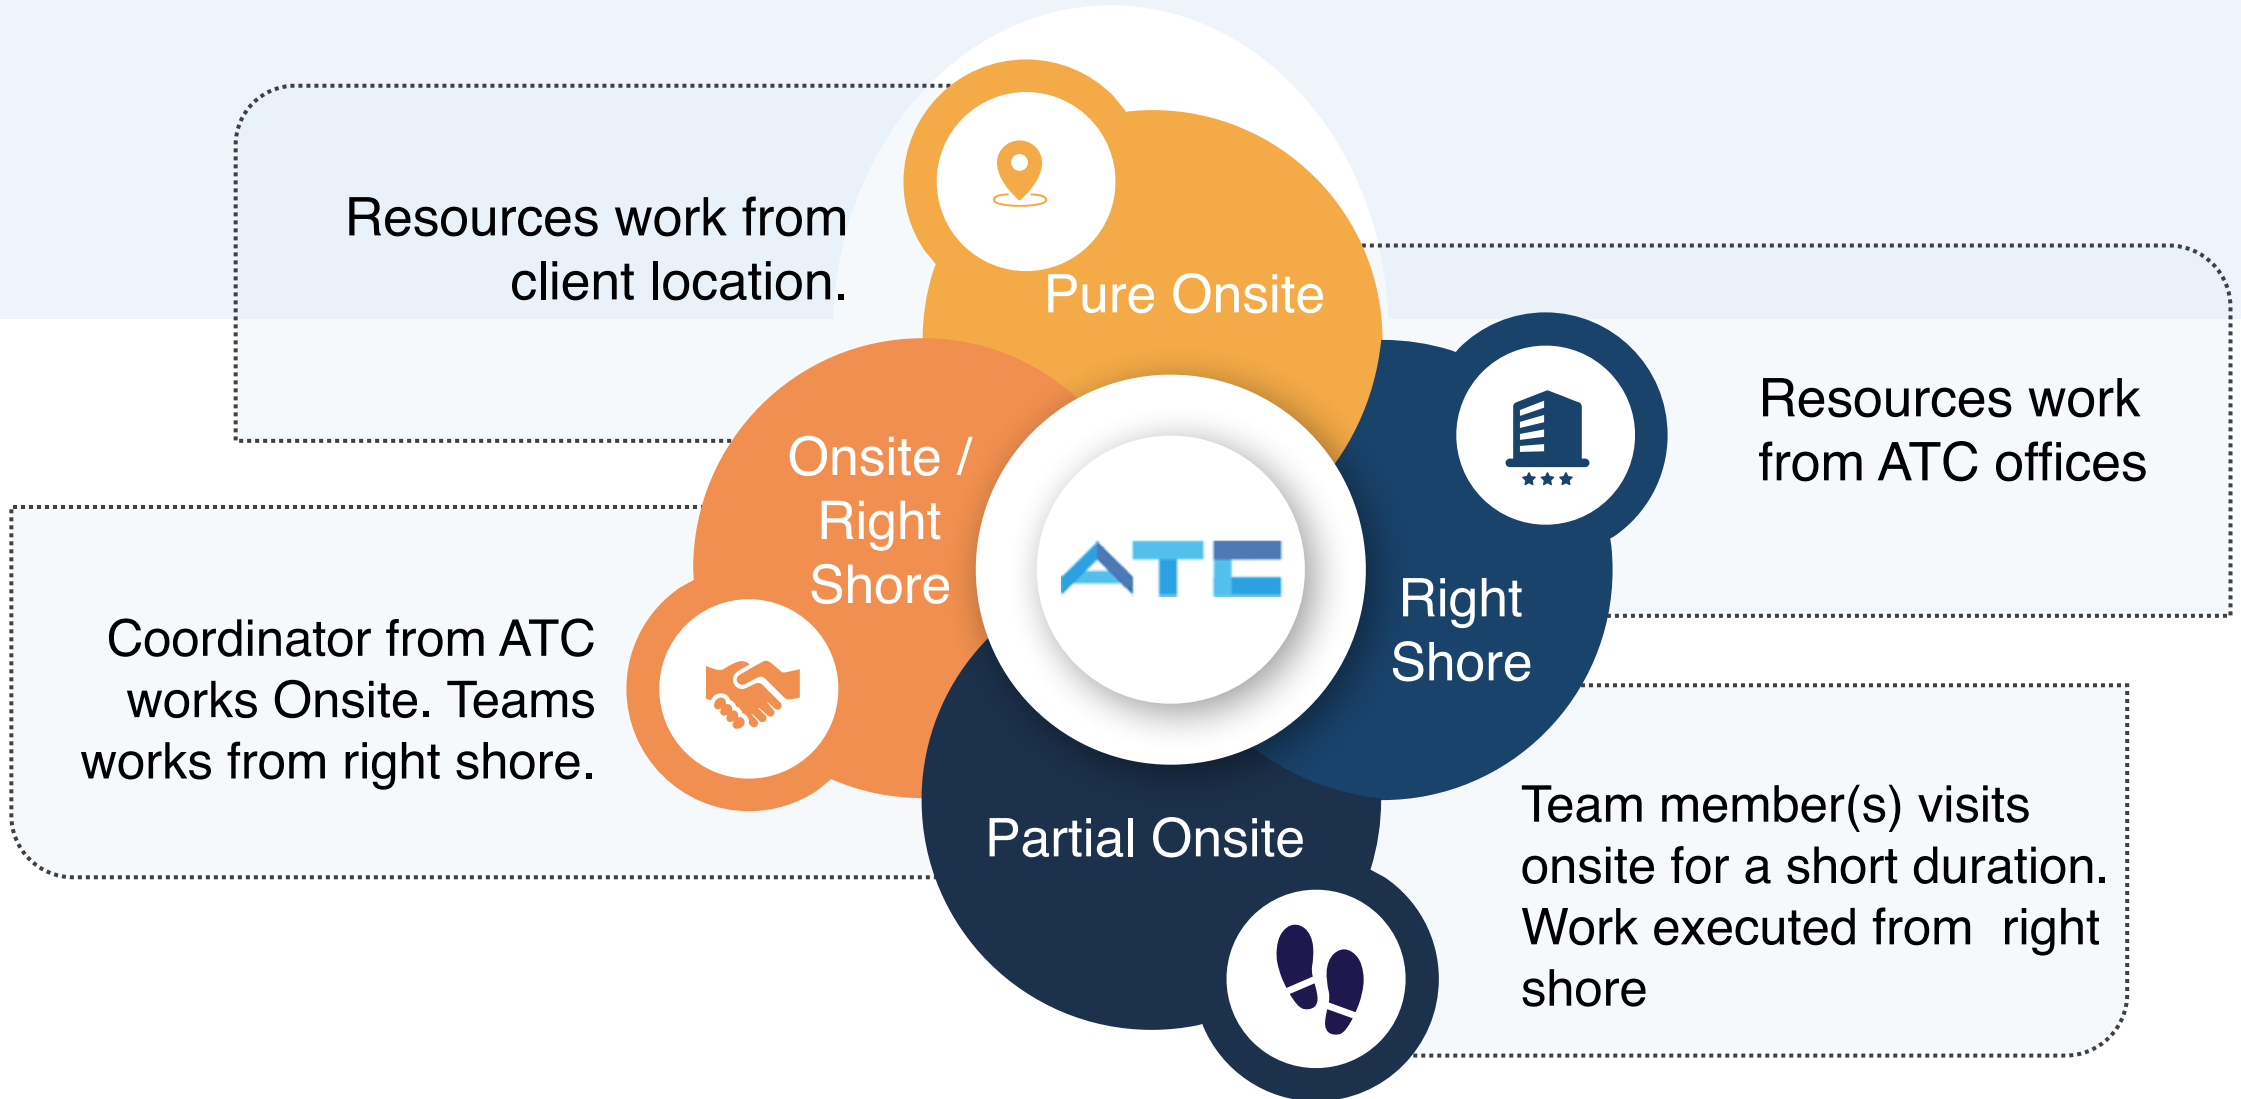 Resources work from
client location.
Pure Onsite
Resources work
from ATC offices
Onsite /
Right
Shore
ATC
Right
Shore
Coordinator from ATC
works Onsite. Teams
works from right shore.
Partial Onsite
Team member(s) visits
onsite for a short duration.
Work executed from  right
shore